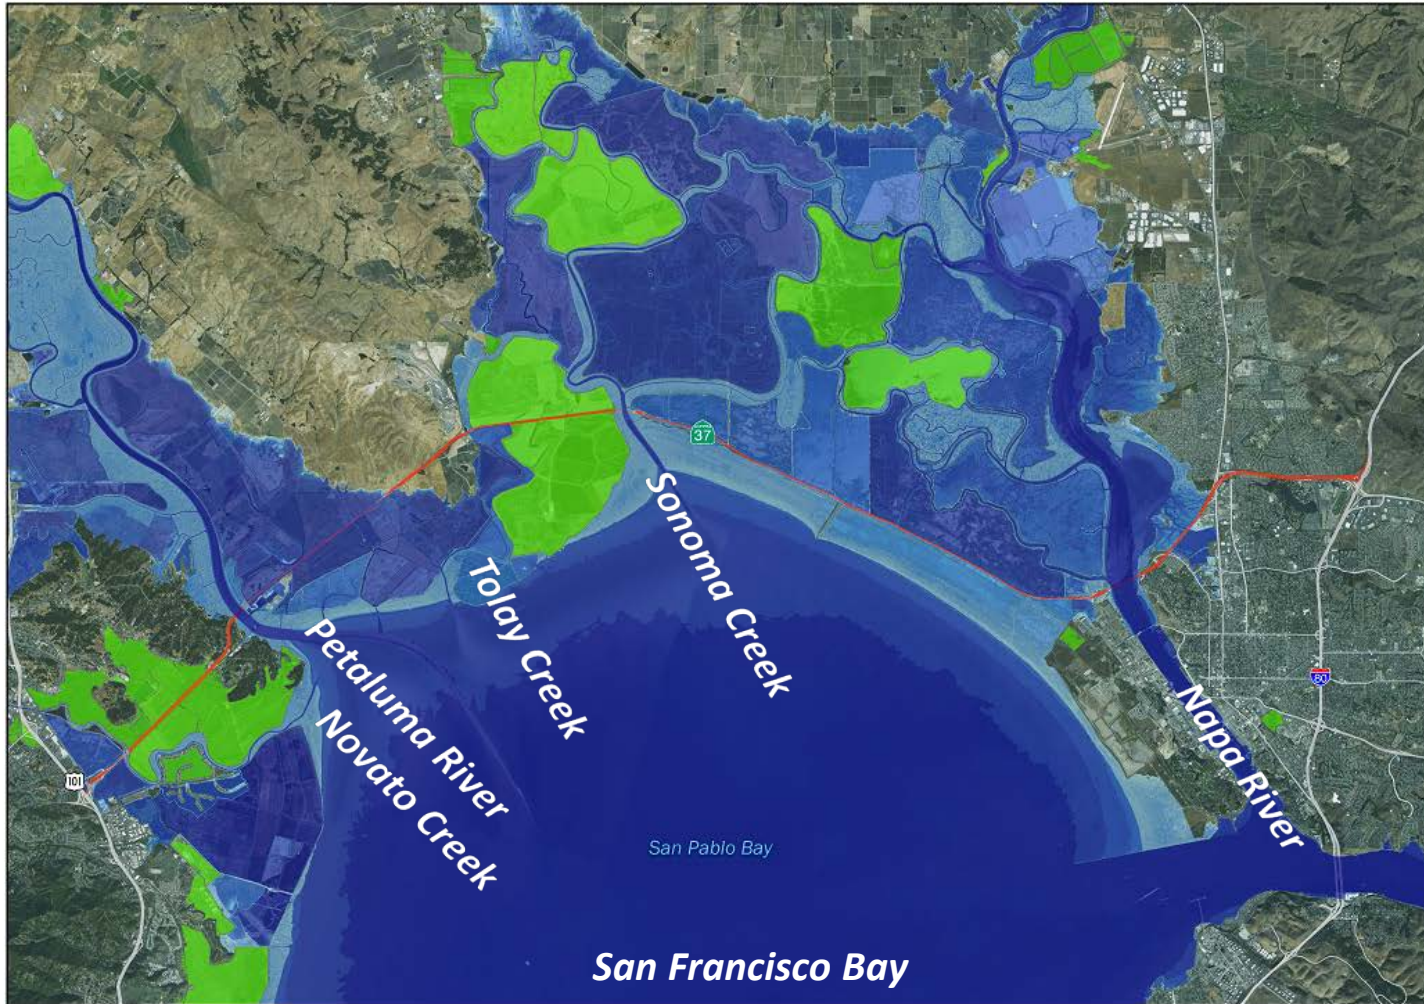 37
Sonoma Creek
Tolay Creek
Petaluma River
Novato Creek
Napa River
80
101
San Pablo Bay
San Francisco Bay